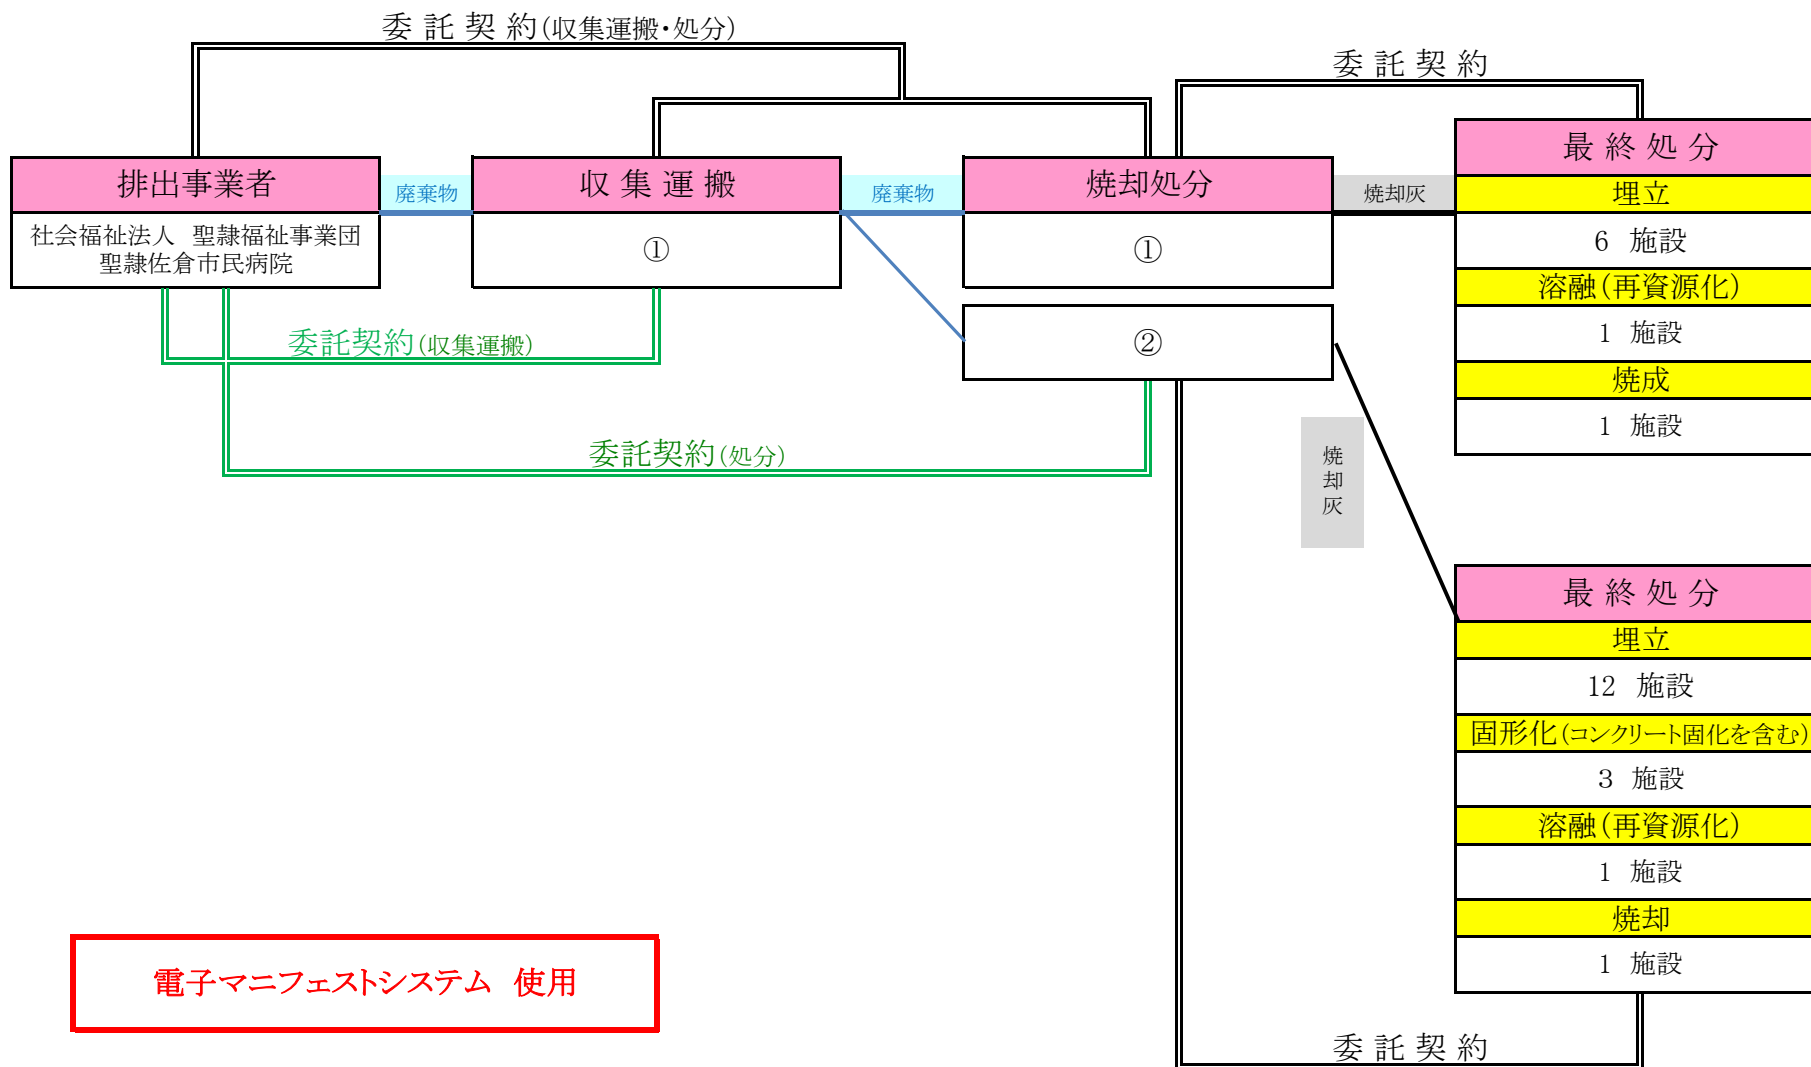 委託契約(収集運搬・処分)
委託契約
排出事業者
廃棄物
収集運搬
廃棄物
焼却処分
焼却灰
最終処分
社会福祉法人　聖隷福祉事業団
聖隷佐倉市民病院
①
①
②
埋立
6　施設
溶融(再資源化)
1　施設
焼成
1　施設
委託契約(収集運搬)
委託契約(処分)
焼却灰
最終処分
埋立
12　施設
固形化(コンクリート固化を含む)
3　施設
溶融(再資源化)
1　施設
焼却
1　施設
電子マニフェストシステム　使用
委託契約